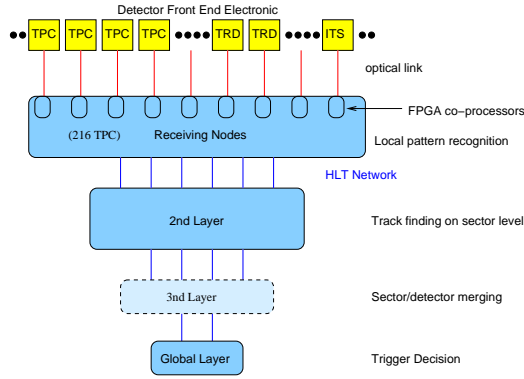 Detector Front End Electronic
TPC TPC TPC TPC TRD TRD ITS
optical link
FPGA co-processors
(216 TPC) Receiving Nodes
Local pattern recognition
HLT Network
2nd Layer
Track finding on sector level
3nd Layer
Sector/detector merging
Global Layer
Trigger Decision